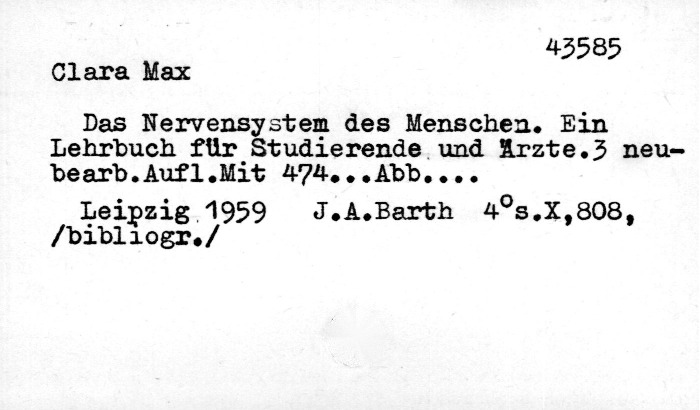 43585
Clara Max
Das Nervensystem des Menschen. Ein
Lehrbuch für Studierende und Ärzte.3 neu-
bearb.Aufl.Mit 474...Abb....
Leipzig 1959 J.A.Barth 4⁰s.X,808,
/bibliogr./